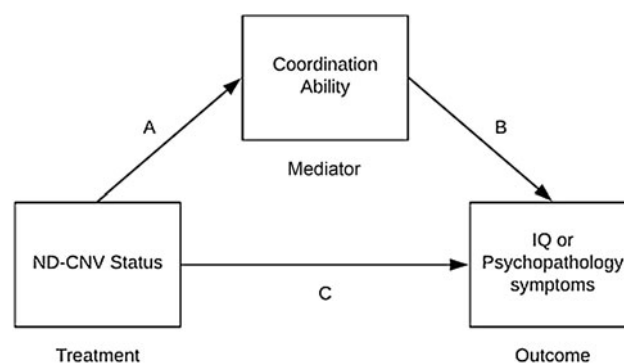 Coordination
Ability
A
B
Mediator
ND-CNV Status
IQ or
Psychopathology
symptoms
C
Treatment
Outcome